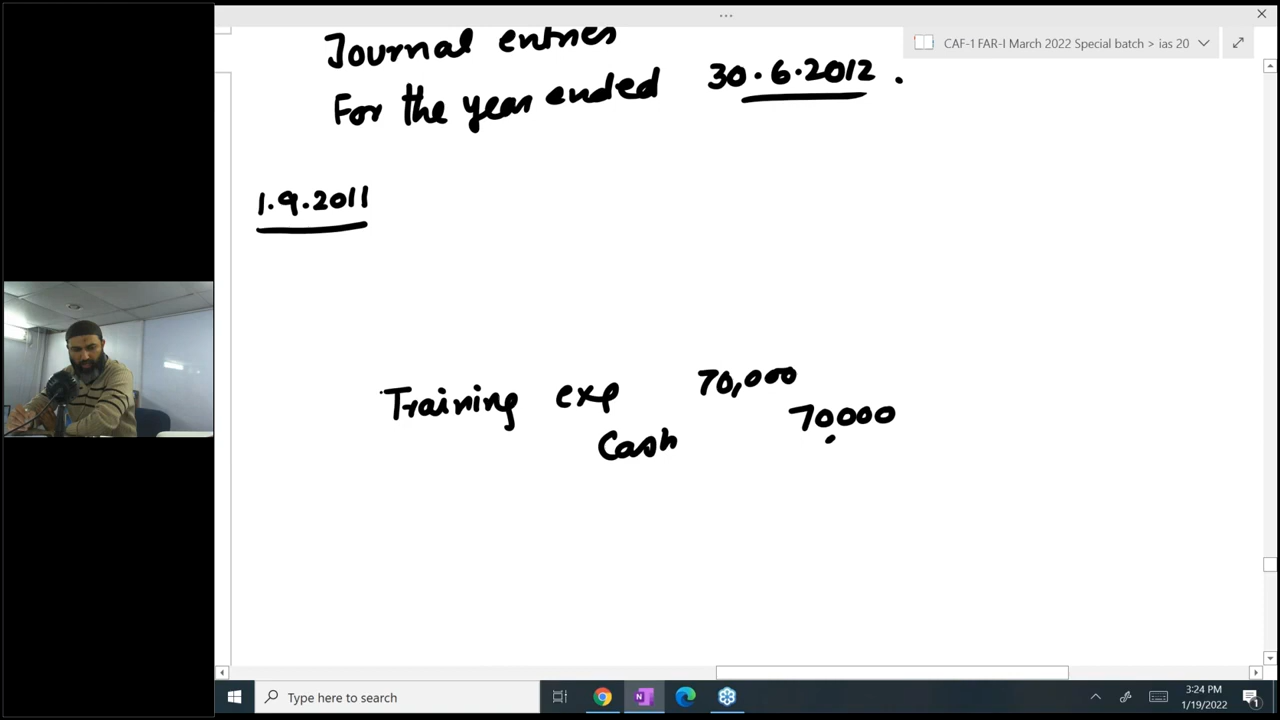 CAF-1 FAR-I March 2022 Special batch > ias 20
Journal entries
For the year ended 30.6.2012.
1.9.2011
Training exp 70,000
Cash 70000
Type here to search
3:24 PM
1/19/2022
1